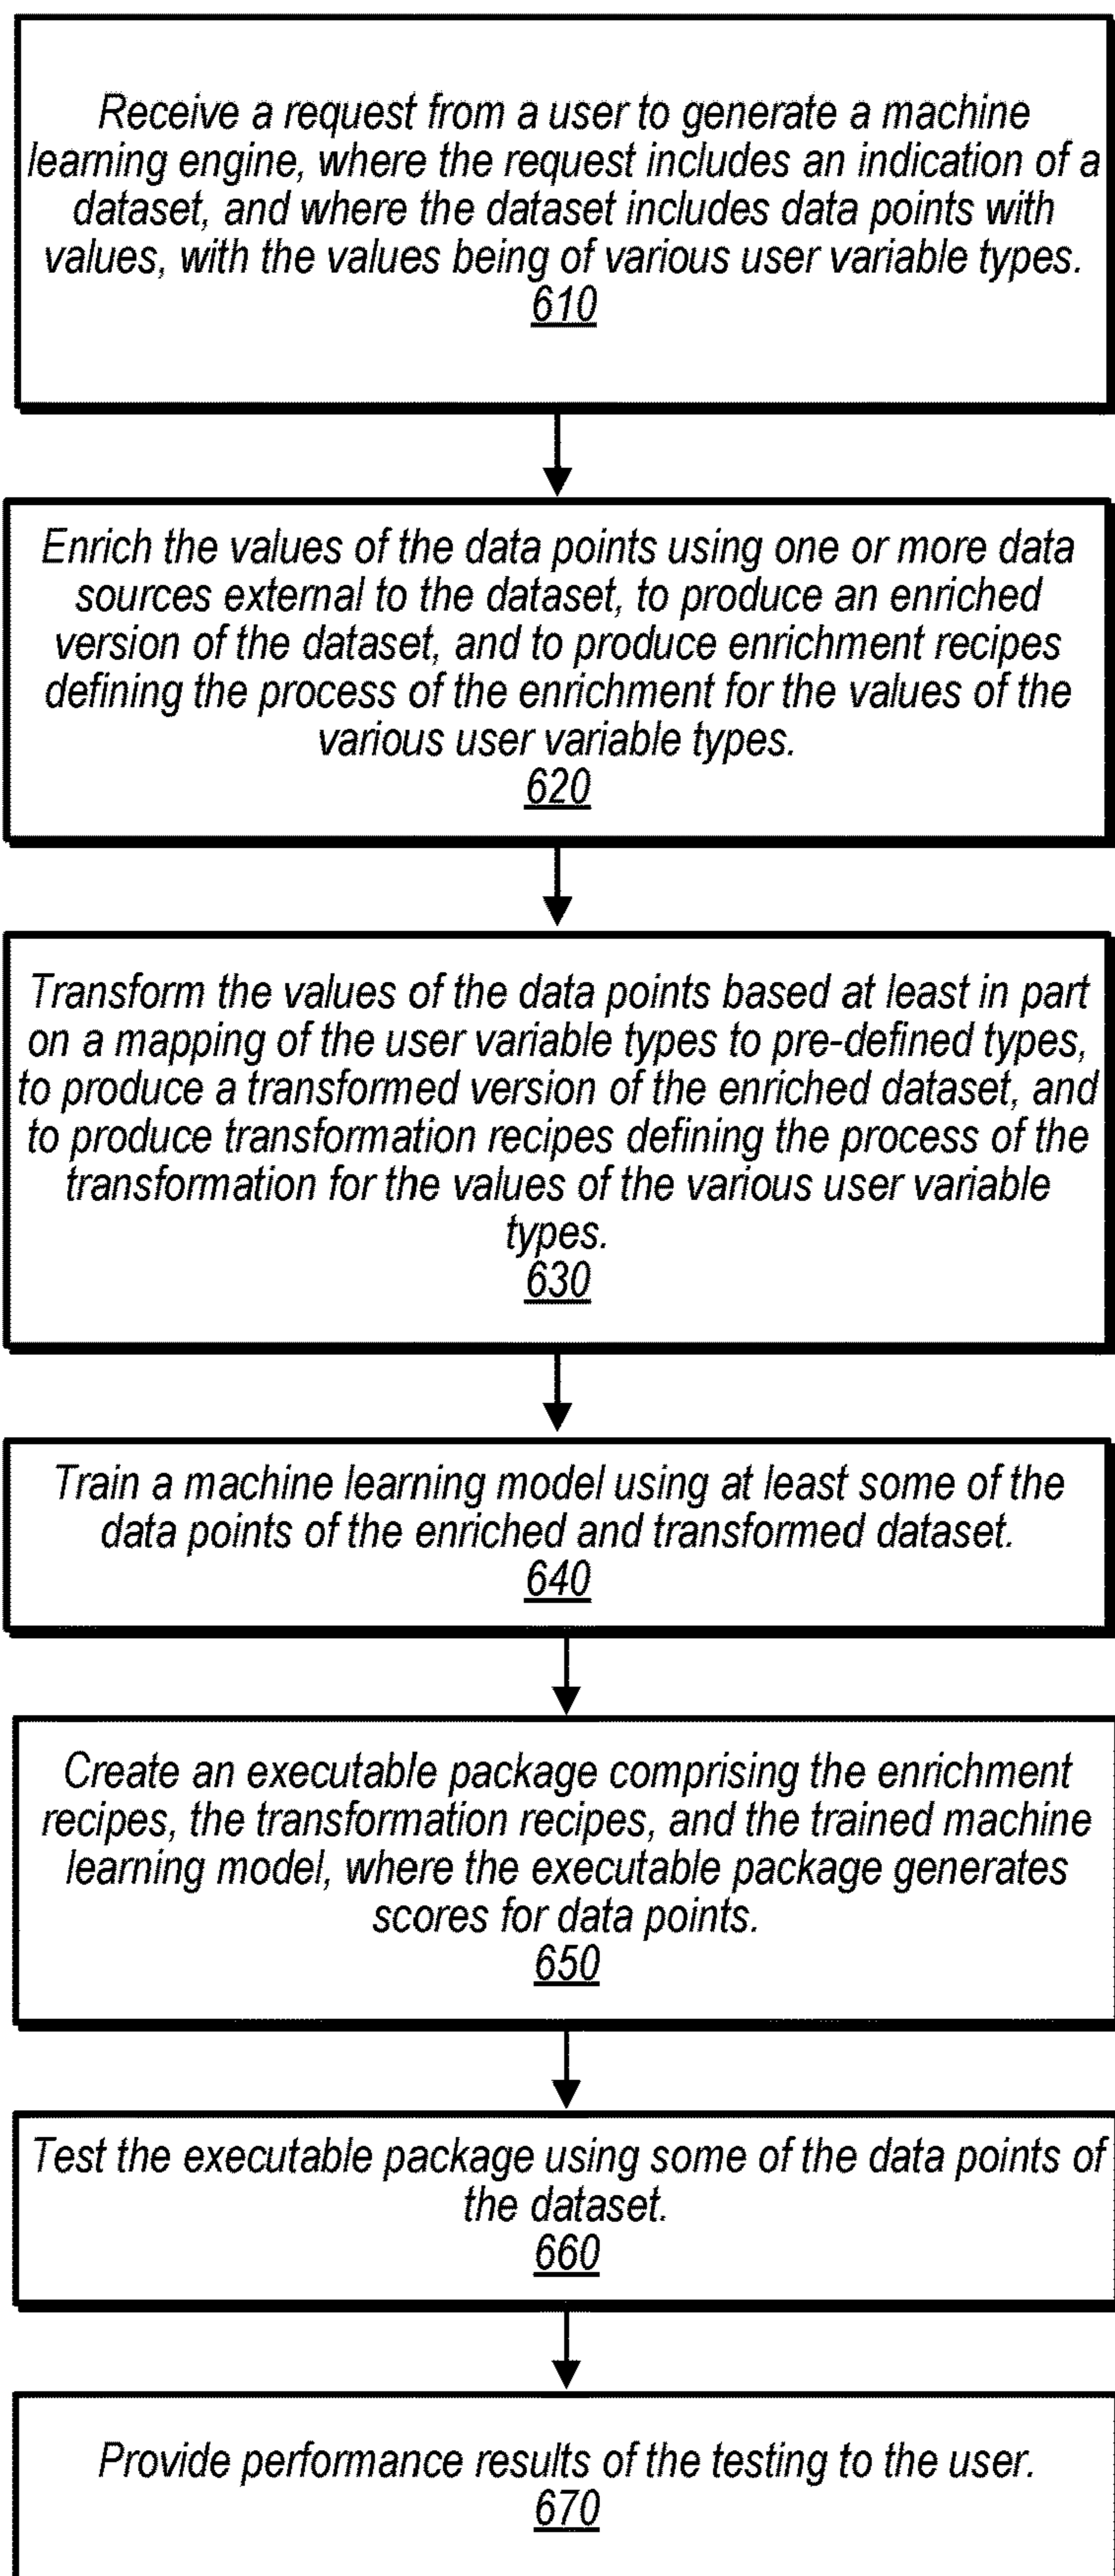 Receive a request from a user to generate a machine
learning engine, where the request includes an indication of a
dataset, and where the dataset includes data points with
values, with the values being of various user variable types.
610
Enrich the values of the data points using one or more data
sources external to the dataset, to produce an enriched
version of the dataset, and to produce enrichment recipes
defining the process of the enrichment for the values of the
various user variable types.
620
Transform the values of the data points based at least in part
on a mapping of the user variable types to pre-defined types,
to produce a transformed version of the enriched dataset, and
to produce transformation recipes defining the process of the
transformation for the values of the various user variable
types.
630
Train a machine learning model using at least some of the
data points of the enriched and transformed dataset.
640
Create an executable package comprising the enrichment
recipes, the transformation recipes, and the trained machine
learning model, where the executable package generates
scores for data points.
650
Test the executable package using some of the data points of
the dataset.
660
Provide performance results of the testing to the user.
670